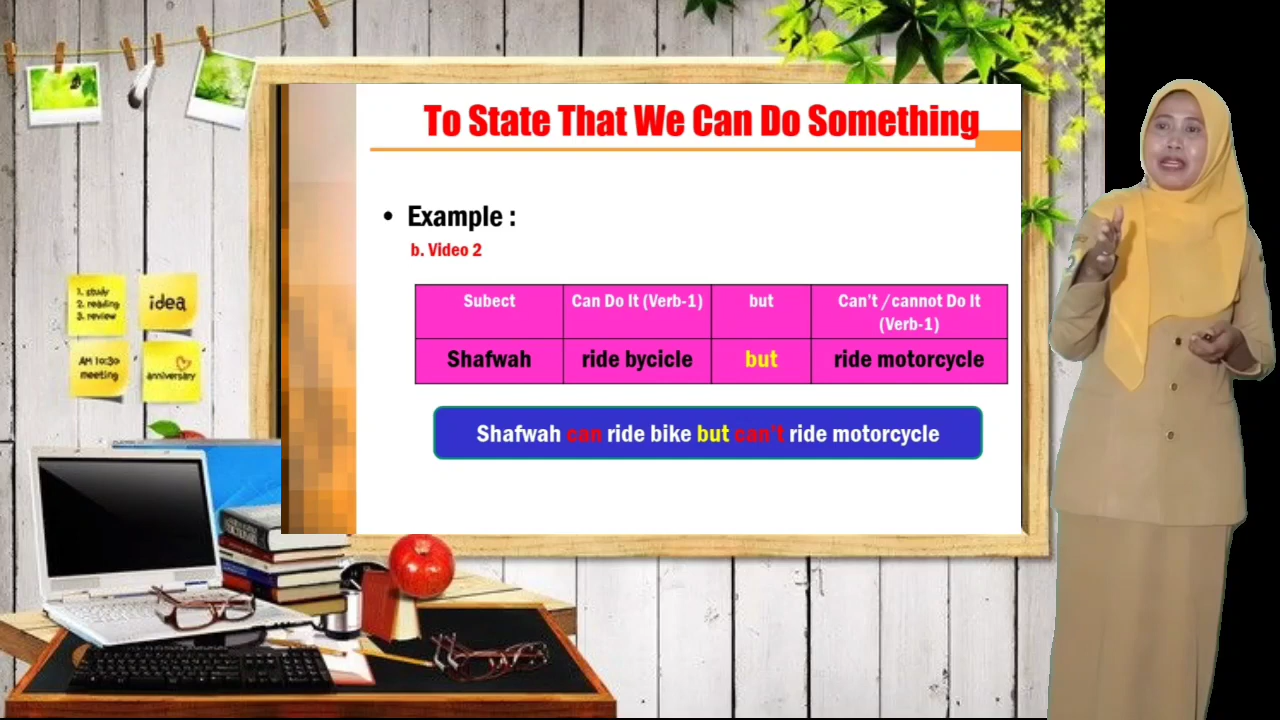 To State That We Can Do Something
• Example :
b. Video 2
Subect Can Do It (Verb-1) but Can't /cannot Do It
(Verb-1)
Shafwah ride bycicle but ride motorcycle
Shafwah can ride bike but can't ride motorcycle
1. study
2. reading
3. review
idea
AM 10:30
meeting
anniversary